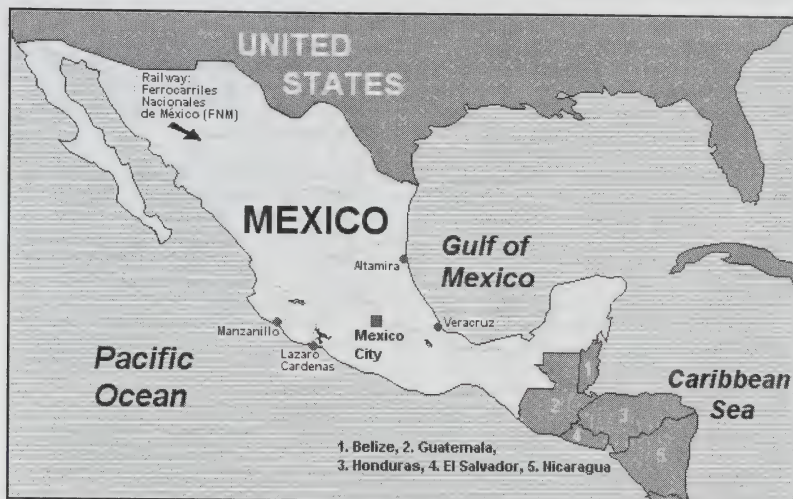 UNITED
STATES
Railway:
Ferrocarriles
Nacionales
de México (FNM)
MEXICO
Gulf of
Mexico
Altamira
Manzanillo
Lazaro
Cardenas
Mexico
City
Veracruz
Pacific
Ocean
Caribbean
Sea
1
2
3
4
5
1. Belize, 2. Guatemala,
3. Honduras, 4. El Salvador, 5. Nicaragua